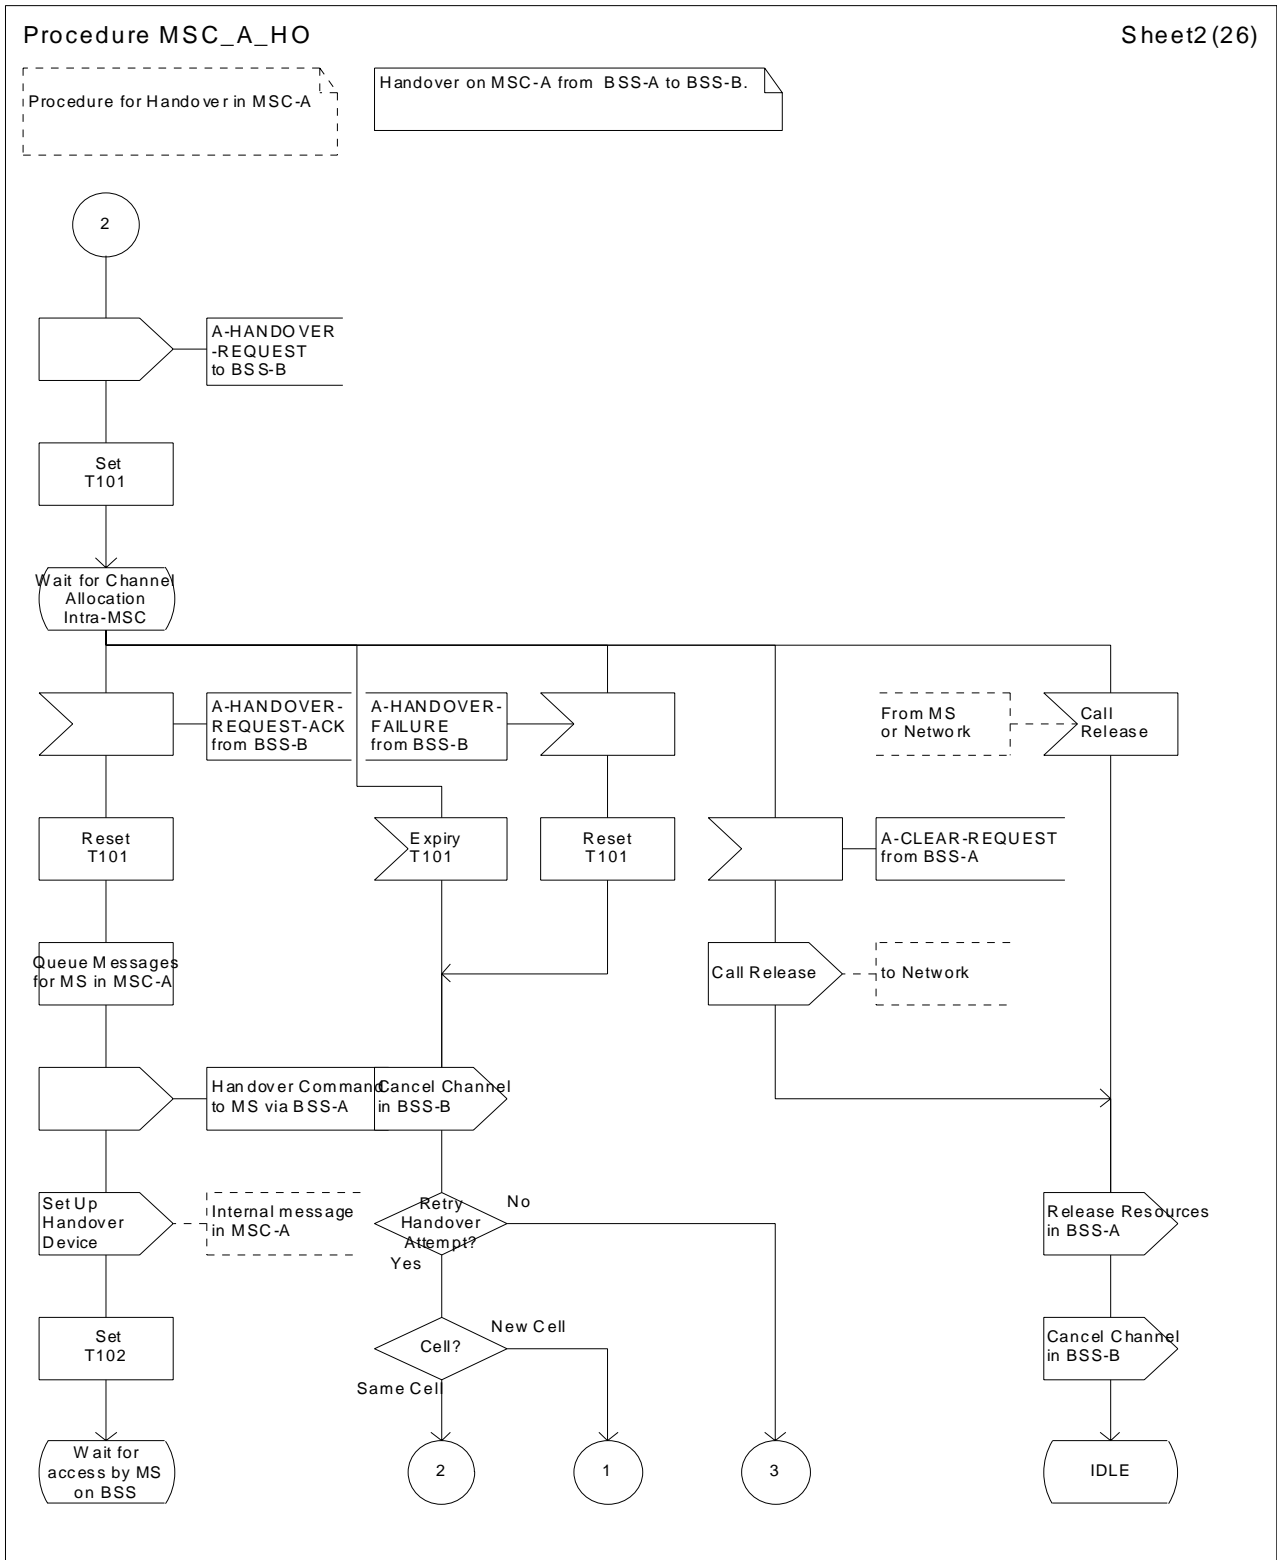 Procedure MSC_A_HO
Sheet2(26)
Procedure for Handover in MSC-A
Handover on MSC-A from BSS-A to BSS-B.
2
A-HANDOVER
-REQUEST
to BSS-B
Set
T101
Wait for Channel
Allocation
Intra-MSC
A-HANDOVER-
REQUEST-ACK
from BSS-B
A-HANDOVER-
FAILURE
from BSS-B
From MS
or Network
Call
Release
Reset
T101
Expiry
T101
Reset
T101
A-CLEAR-REQUEST
from BSS-A
Queue Messages
for MS in MSC-A
Call Release
to Network
Handover Command
to MS via BSS-A
Cancel Channel
in BSS-B
Set Up
Handover
Device
Internal message
in MSC-A
Retry
Handover
Attempt?
No
Yes
Release Resources
in BSS-A
Set
T102
Cell?
New Cell
Same Cell
Cancel Channel
in BSS-B
Wait for
access by MS
on BSS
2
1
3
IDLE